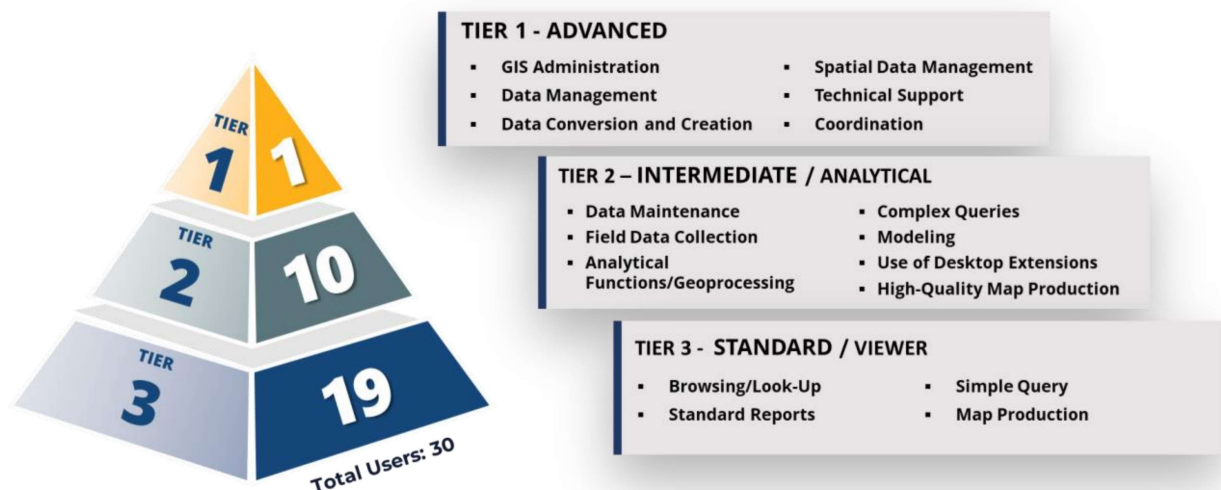 TIER
1
1
TIER
2
10
TIER
3
19
Total Users: 30
TIER 1 - ADVANCED
▪ GIS Administration
▪ Data Management
▪ Data Conversion and Creation
▪ Spatial Data Management
▪ Technical Support
▪ Coordination
TIER 2 – INTERMEDIATE / ANALYTICAL
▪ Data Maintenance
▪ Field Data Collection
▪ Analytical
Functions/Geoprocessing
▪ Complex Queries
▪ Modeling
▪ Use of Desktop Extensions
▪ High-Quality Map Production
TIER 3 - STANDARD / VIEWER
▪ Browsing/Look-Up
▪ Standard Reports
▪ Simple Query
▪ Map Production